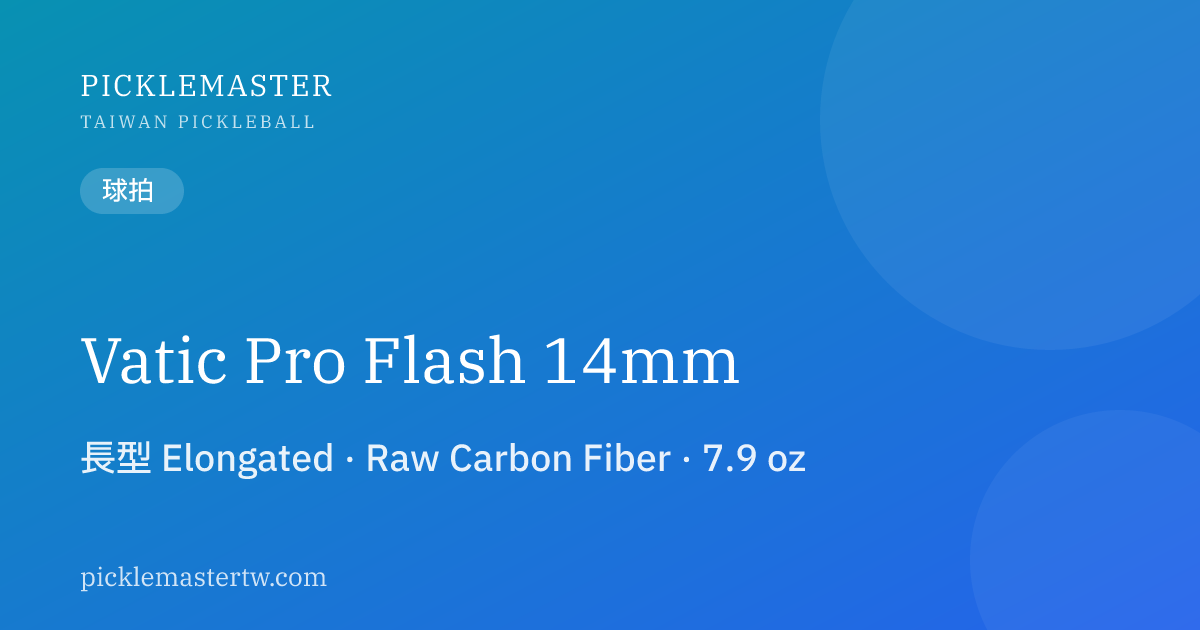 PICKLEMASTER
TAIWAN PICKLEBALL
球拍
Vatic Pro Flash 14mm
長型 Elongated · Raw Carbon Fiber · 7.9 oz
picklemastertw.com